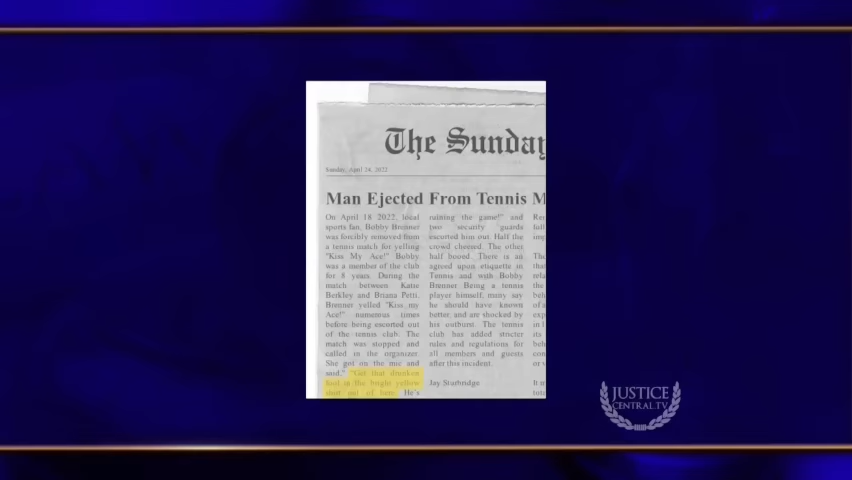 The Sunday
Sunday, April 24, 2022
Man Ejected From Tennis M
On April 18 2022, local
sports fan, Bobby Brenner
was forcibly removed from
a tennis match for yelling
"Kiss My Ace!" Bobby
was a member of the club
for 8 years. During the
match between Katie
Berkley and Briana Petti,
Brenner yelled "Kiss my
Ace!" numerous times
before being escorted out
of the tennis club. The
match was stopped and
called in the organizer.
She got on the mic and
said," "Get that drunken
fool in the bright yellow
shirt out of here. He's
ruining the game!" and
two security guards
escorted him out. Half the
crowd cheered. The other
half booed. There is an
agreed upon etiquette in
Tennis and with Bobby
Brenner Being a tennis
player himself, many say
he should have known
better, and are shocked by
his outburst. The tennis
club has added stricter
rules and regulations for
all members and guests
after this incident.
Jay Sturbridge
JUSTICE
CENTRAL.TV